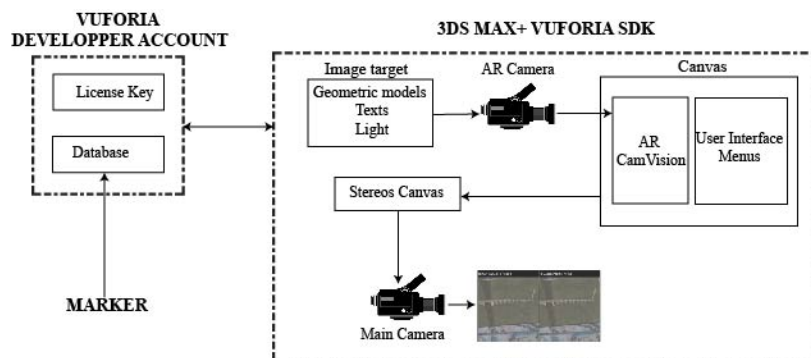 VUFORIA
DEVELOPPER ACCOUNT
License Key
Database
MARKER
3DS MAX+ VUFORIA SDK
Image target
Geometric models
Texts
Light
AR Camera
Canvas
AR
CamVision
User Interface
Menus
Stereos Canvas
Main Camera